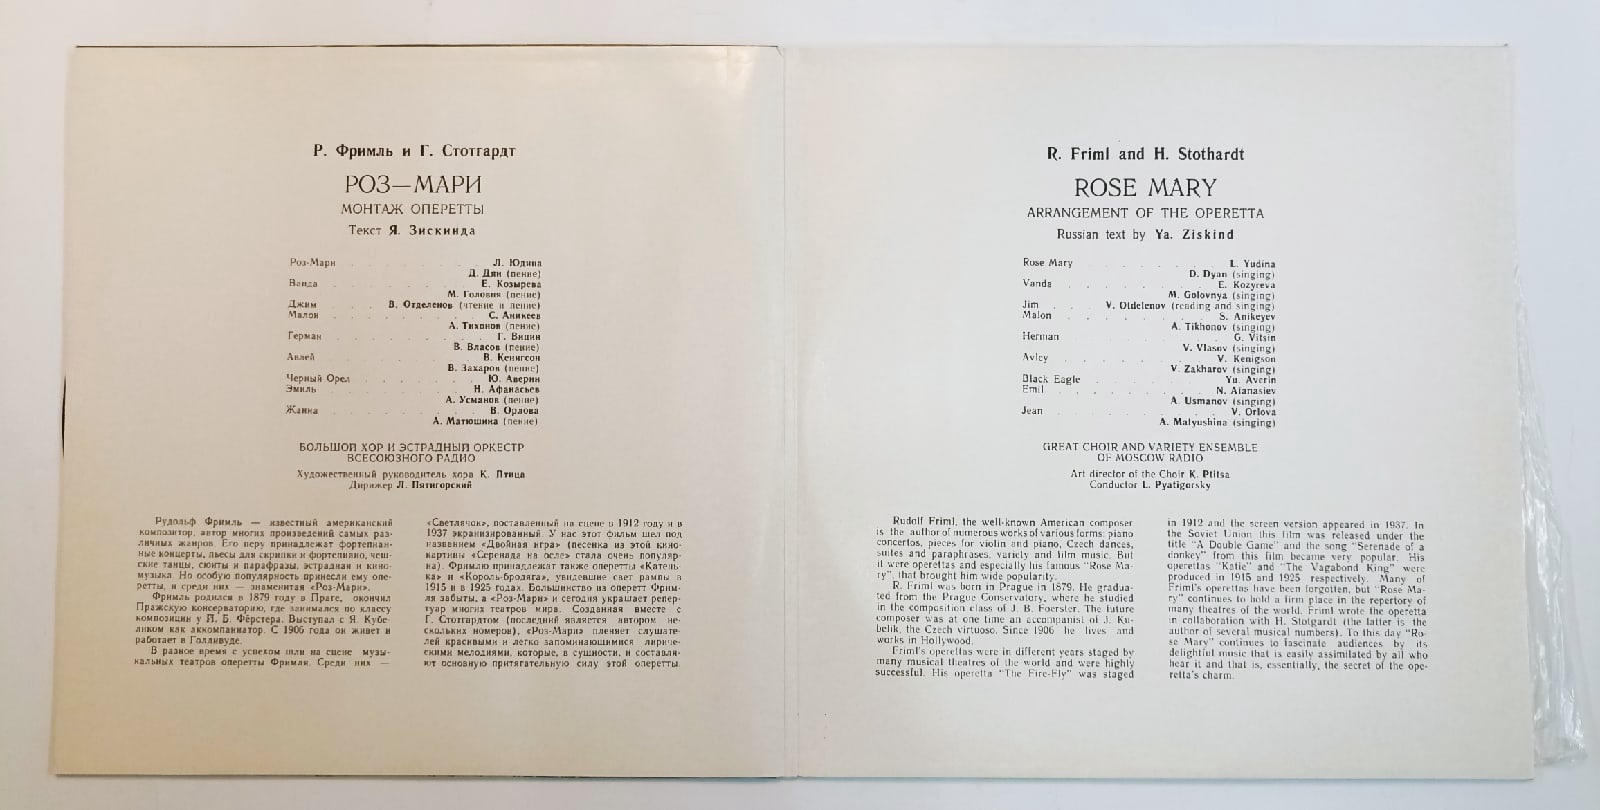 Р. Фримль и Г. Стотгардт
РОЗ—МАРИ
МОНТАЖ ОПЕРЕТТЫ
Текст Я. Зискинда
Роз-Мари . . . . . . . Л. Юдина
Д. Дян (пение)
Ванда . . . . . . . . Е. Козырева
М. Головня (пение)
Джим . . . В. Отделенов (чтение и пение)
Малон . . . . . . . . С. Аникеев
А. Тихонов (пение)
Герман . . . . . . . . Г. Вицин
В. Власов (пение)
Авлей . . . . . . . . В. Кенигсон
В. Захаров (пение)
Черный Орел . . . . . . Ю. Аверин
Эмиль . . . . . . . . Н. Афанасьев
А. Усманов (пение)
Жанна . . . . . . . . В. Орлова
А. Матюшина (пение)
БОЛЬШОЙ ХОР И ЭСТРАДНЫЙ ОРКЕСТР
ВСЕСОЮЗНОГО РАДИО
Художественный руководитель хора К. Птица
Дирижер Л. Пятигорский
Рудольф Фримль — известный американский
композитор, автор многих произведений самых раз-
личных жанров. Его перу принадлежат фортепиан-
ные концерты, пьесы для скрипки и фортепиано, чеш-
ские танцы, сюиты и парафразы, эстрадная и кино-
музыка. Но особую популярность принесли ему опе-
ретты, и среди них — знаменитая «Роз-Мари».
Фримль родился в 1879 году в Праге, окончил
Пражскую консерваторию, где занимался по классу
композиции у Й. Б. Фёрстера. Выступал с Я. Кубе-
ликом как аккомпаниатор. С 1906 года он живет и
работает в Голливуде.
В разное время с успехом шли на сцене музы-
кальных театров оперетты Фримля. Среди них —
«Светлячок», поставленный на сцене в 1912 году и в
1937 экранизированный. У нас этот фильм шел под
названием «Двойная игра» (песенка из этой кино-
картины «Серенада на осле» стала очень популяр-
на). Фримлю принадлежат также оперетты «Катень-
ка» и «Король-бродяга», увидевшие свет рампы в
1915 и в 1925 годах. Большинство из оперетт Фрим-
ля забыты, а «Роз-Мари» и сегодня украшает репер-
туар многих театров мира. Созданная вместе с
Г. Стотгардтом (последний является автором не-
скольких номеров), «Роз-Мари» пленяет слушате-
лей красивыми и легко запоминающимися лириче-
скими мелодиями, которые, в сущности, и составля-
ют основную притягательную силу этой оперетты.
R. Friml and H. Stothardt
ROSE MARY
ARRANGEMENT OF THE OPERETTA
Russian text by Ya. Ziskind
Rose Mary . . . . . . . L. Yudina
D. Dyan (singing)
Vanda . . . . . . . . E. Kozyreva
M. Golovnya (singing)
Jim . . . V. Otdelenov (reading and singing)
Malon . . . . . . . . S. Anikeyev
A. Tikhonov (singing)
Herman . . . . . . . . G. Vitsin
V. Vlasov (singing)
Avley . . . . . . . . V. Kenigson
V. Zakharov (singing)
Black Eagle . . . . . . Yu. Averin
Emil . . . . . . . . N. Afanasiev
A. Usmanov (singing)
Jean . . . . . . . . V. Orlova
A. Matyushina (singing)
GREAT CHOIR AND VARIETY ENSEMBLE
OF MOSCOW RADIO
Art director of the Choir K. Ptitsa
Conductor L. Pyatigorsky
Rudolf Friml, the well-known American composer
is the author of numerous works of various forms: piano
concertos, pieces for violin and piano, Czech dances,
suites and paraphrases, variety and film music. But
it were operettas and especially his famous "Rose Ma-
ry", that brought him wide popularity.
R. Friml was born in Prague in 1879. He gradua-
ted from the Prague Conservatory, where he studied
in the composition class of J. B. Foerster. The future
composer was at one time an accompanist of J. Ku-
belik, the Czech virtuoso. Since 1906 he lives and
works in Hollywood.
Friml's operettas were in different years staged by
many musical theatres of the world and were highly
successful. His operetta "The Fire-Fly" was staged
in 1912 and the screen version appeared in 1937. In
the Soviet Union this film was released under the
title "A Double Game" and the song "Serenade of a
donkey" from this film became very popular. His
operettas "Katie" and "The Vagabond King" were
produced in 1915 and 1925 respectively. Many of
Friml's operettas have been forgotten, but "Rose Ma-
ry" continues to hold a firm place in the repertory of
many theatres of the world. Friml wrote the operetta
in collaboration with H. Stotgardt (the latter is the
author of several musical numbers). To this day "Ro-
se Mary" continues to fascinate audiences by its
delightful music that is easily assimilated by all who
hear it and that is, essentially, the secret of the ope-
retta's charm.